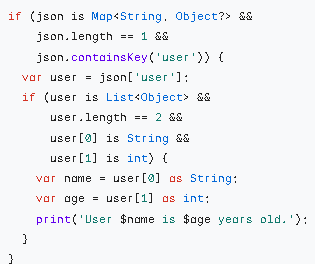 if (json is Map<String, Object?> &&
    json.length == 1 &&
    json.containsKey('user')) {
  var user = json['user'];
  if (user is List<Object> &&
      user.length == 2 &&
      user[0] is String &&
      user[1] is int) {
    var name = user[0] as String;
    var age = user[1] as int;
    print('User $name is $age years old.');
  }
}